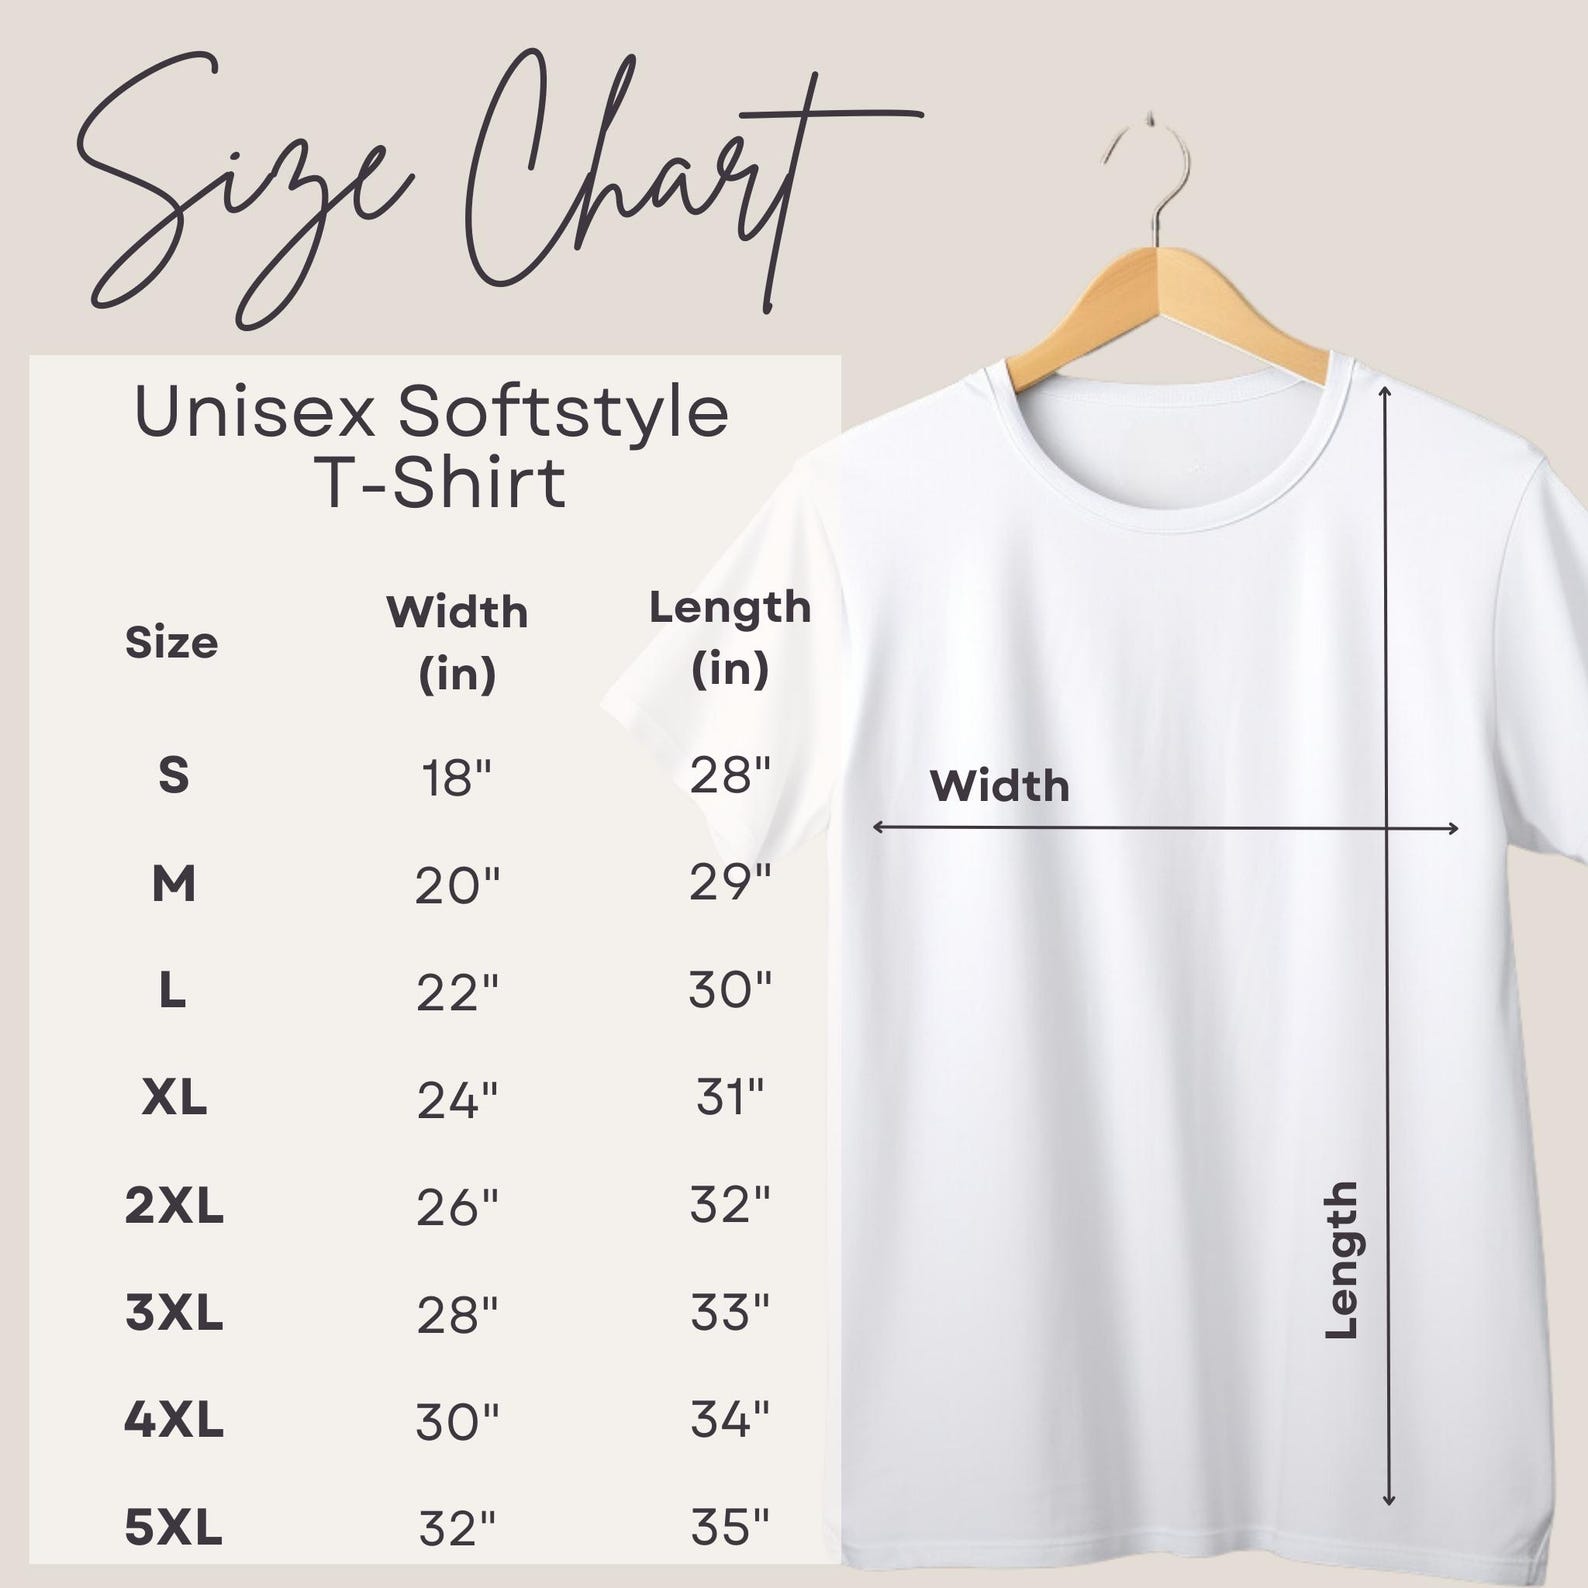 Size Chart
Unisex Softstyle
T-Shirt
Size Width (in) Length (in)
S 18" 28"
M 20" 29"
L 22" 30"
XL 24" 31"
2XL 26" 32"
3XL 28" 33"
4XL 30" 34"
5XL 32" 35"
Width
Length